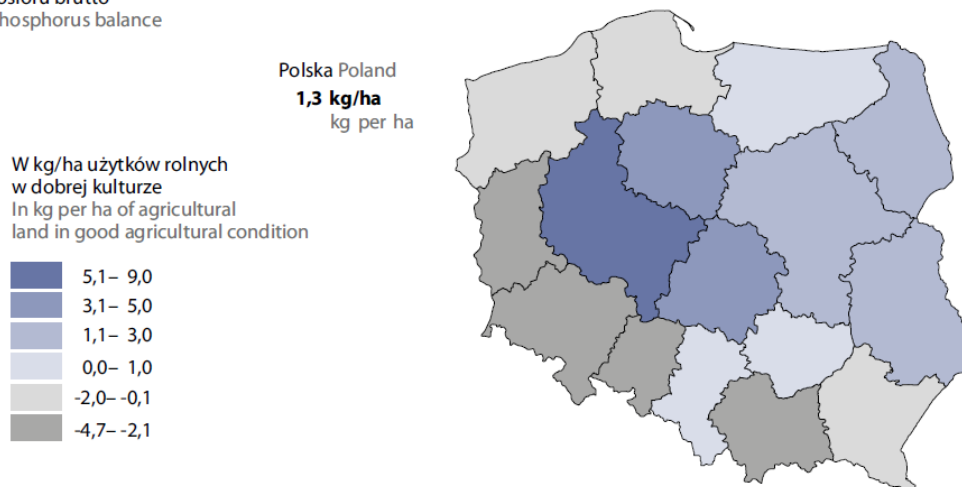 hosphorus balance
Polska Poland
1,3 kg/ha
kg per ha
W kg/ha użytków rolnych
w dobrej kulturze
In kg per ha of agricultural
land in good agricultural condition
5,1– 9,0
3,1– 5,0
1,1– 3,0
0,0– 1,0
-2,0– -0,1
-4,7– -2,1